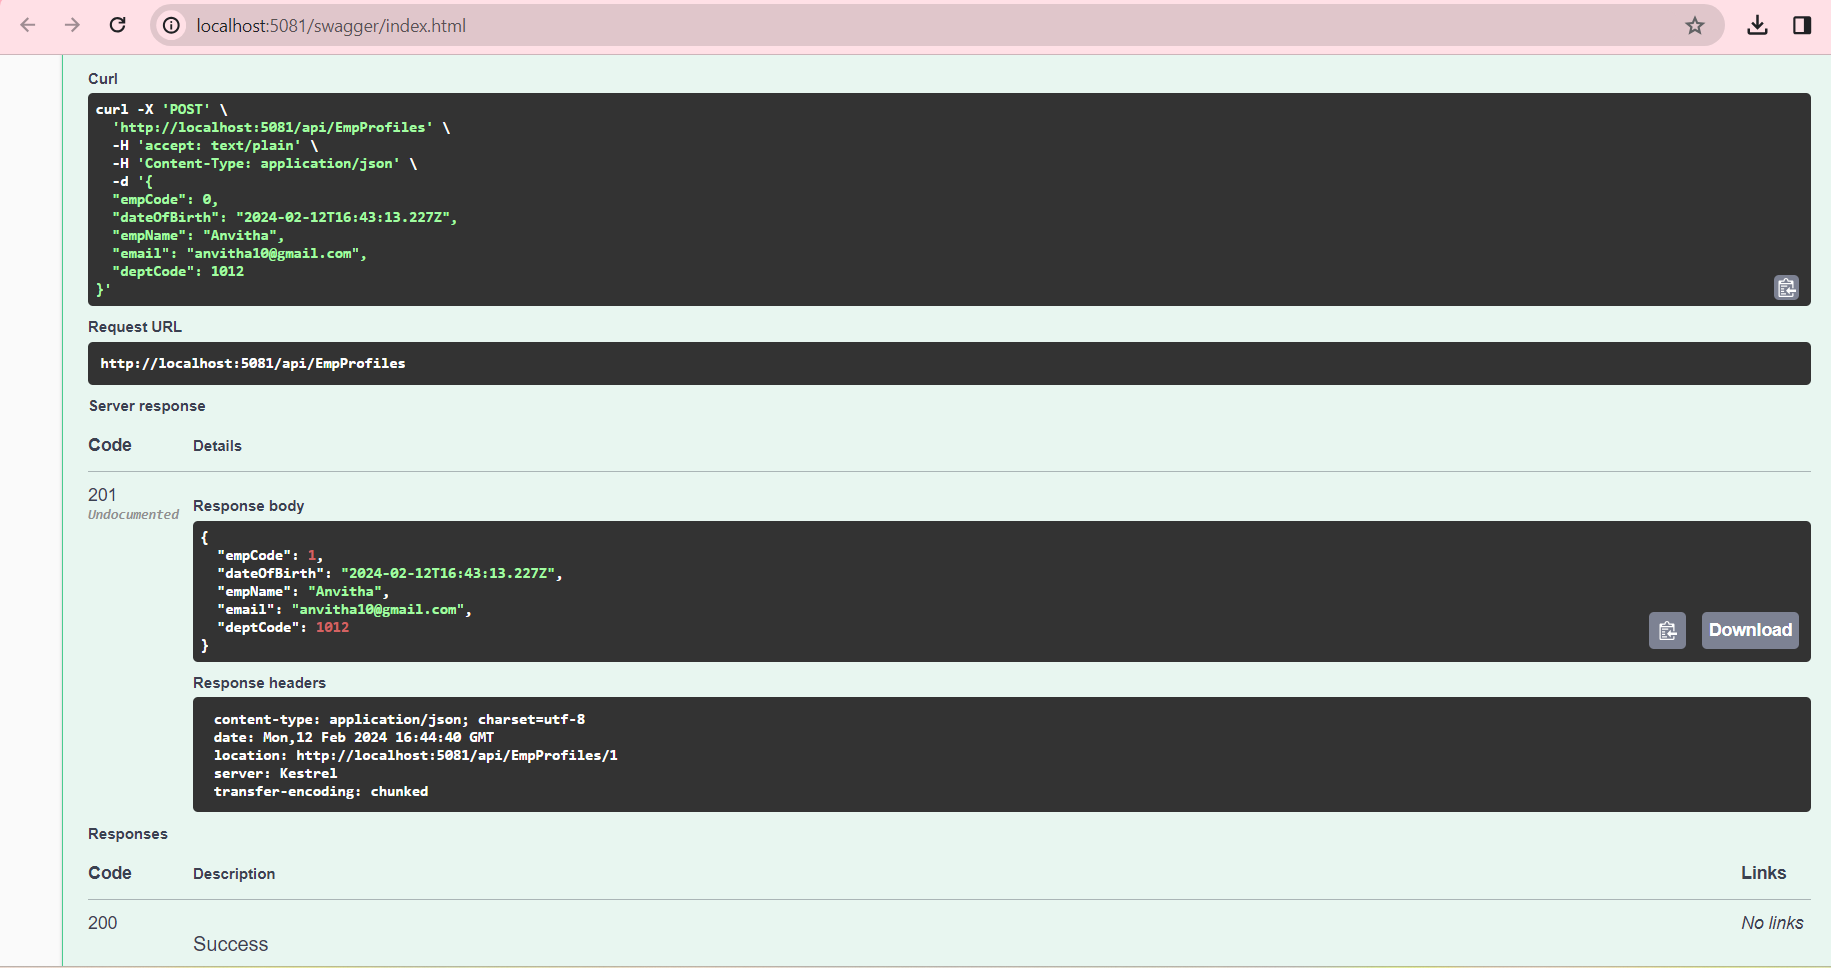 localhost:5081/swagger/index.html
Curl
curl -X 'POST' \
  'http://localhost:5081/api/EmpProfiles' \
  -H 'accept: text/plain' \
  -H 'Content-Type: application/json' \
  -d '{
  "empCode": 0,
  "dateOfBirth": "2024-02-12T16:43:13.227Z",
  "empName": "Anvitha",
  "email": "anvitha10@gmail.com",
  "deptCode": 1012
}'
Request URL
http://localhost:5081/api/EmpProfiles
Server response
Code Details
201
Undocumented
Response body
{
  "empCode": 1,
  "dateOfBirth": "2024-02-12T16:43:13.227Z",
  "empName": "Anvitha",
  "email": "anvitha10@gmail.com",
  "deptCode": 1012
}
Download
Response headers
content-type: application/json; charset=utf-8
date: Mon,12 Feb 2024 16:44:40 GMT
location: http://localhost:5081/api/EmpProfiles/1
server: Kestrel
transfer-encoding: chunked
Responses
Code Description Links
200 No links
Success